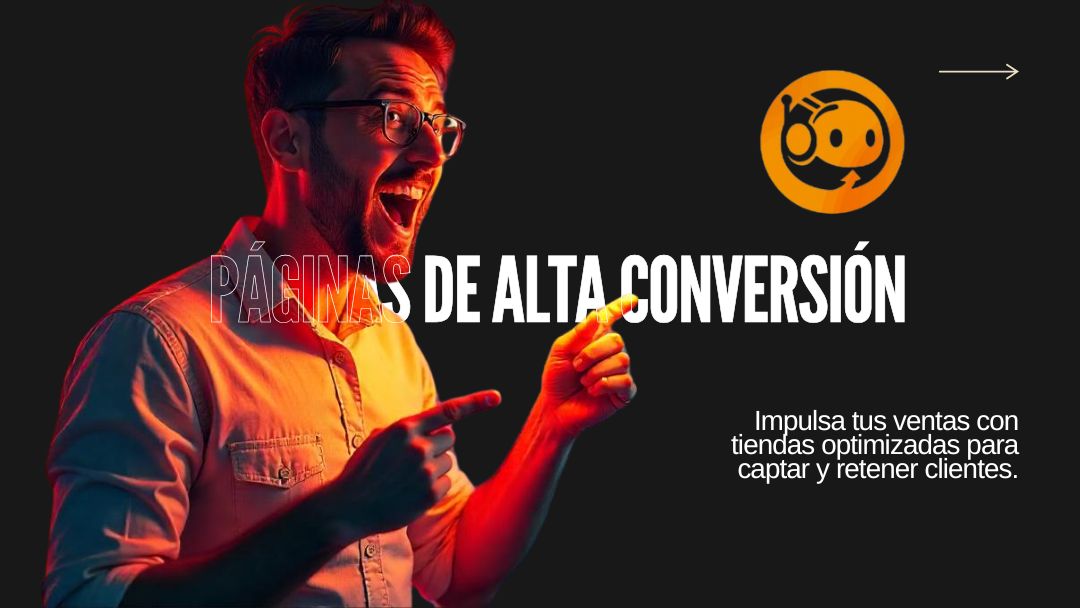 PÁGINAS DE ALTA CONVERSIÓN
Impulsa tus ventas con
tiendas optimizadas para
captar y retener clientes.